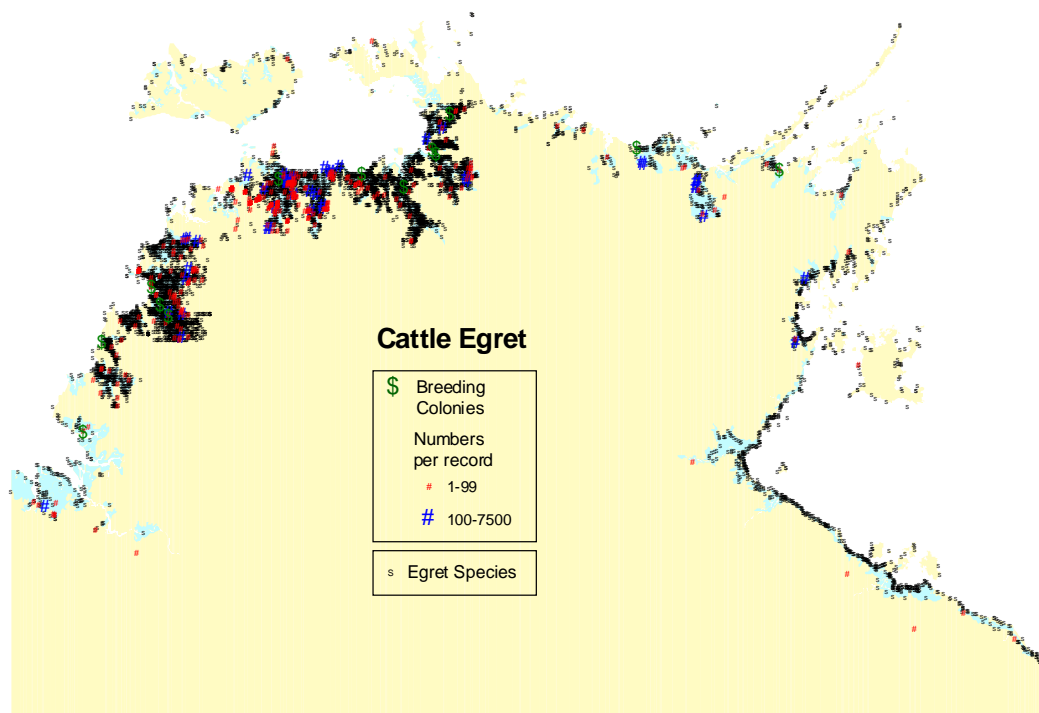 Cattle Egret
$ Breeding
Colonies
Numbers
per record
# 1-99
# 100-7500
s Egret Species